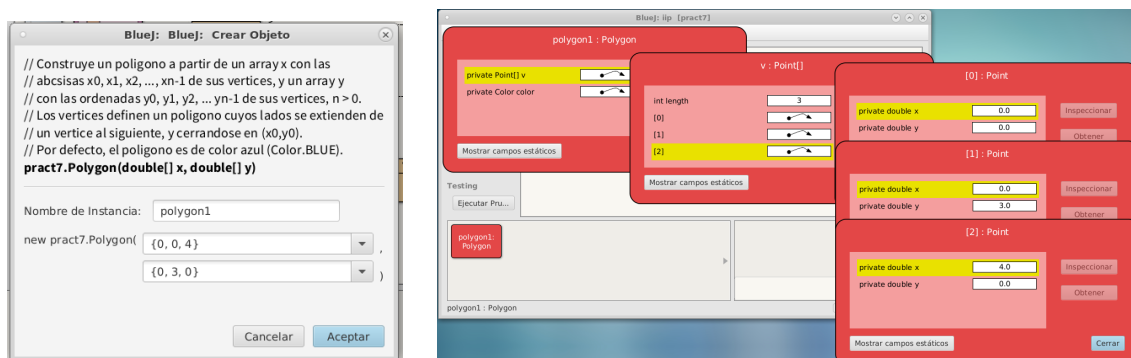 BlueJ: BlueJ: Crear Objeto
// Construye un poligono a partir de un array x con las
// abcsisas x0, x1, x2, ..., xn-1 de sus vertices, y un array y
// con las ordenadas y0, y1, y2, ... yn-1 de sus vertices, n > 0.
// Los vertices definen un poligono cuyos lados se extienden de
// un vertice al siguiente, y cerrandose en (x0,y0).
// Por defecto, el poligono es de color azul (Color.BLUE).
pract7.Polygon(double[] x, double[] y)
Nombre de Instancia: polygon1
new pract7.Polygon( {0, 0, 4} ,
{0, 3, 0} )
Cancelar Aceptar
BlueJ: iip [pract7]
polygon1 : Polygon
private Point[] v
private Color color
Mostrar campos estáticos
v : Point[]
int length 3
[0]
[1]
[2]
Mostrar campos estáticos
[0] : Point
private double x 0.0 Inspeccionar
private double y 0.0 Obtener
[1] : Point
private double x 0.0 Inspeccionar
private double y 3.0 Obtener
[2] : Point
private double x 4.0 Inspeccionar
private double y 0.0 Obtener
Mostrar campos estáticos Cerrar
Testing
Ejecutar Pru...
polygon1:
Polygon
polygon1 : Polygon